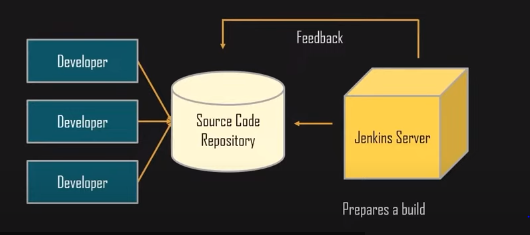 Feedback
Developer
Developer
Developer
Source Code
Repository
Jenkins Server
Prepares a build